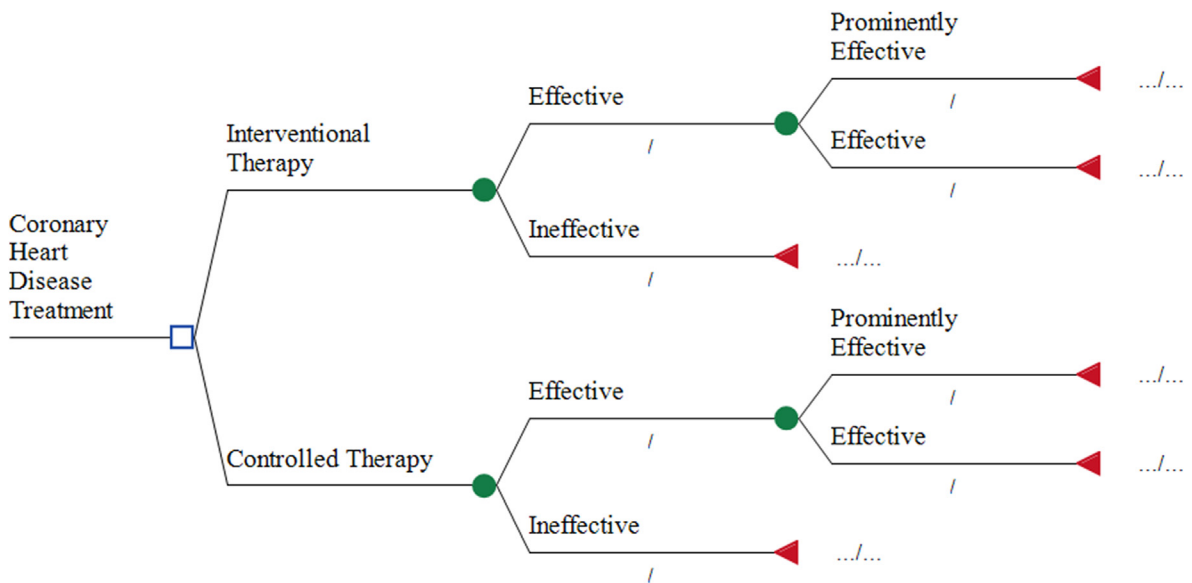 Prominently
Effective
…/…
/
Effective
/
Effective
…/…
/
Interventional
Therapy
Ineffective
…/…
/
Coronary
Heart
Disease
Treatment
Prominently
Effective
…/…
/
Effective
/
Effective
…/…
/
Controlled Therapy
Ineffective
…/…
/